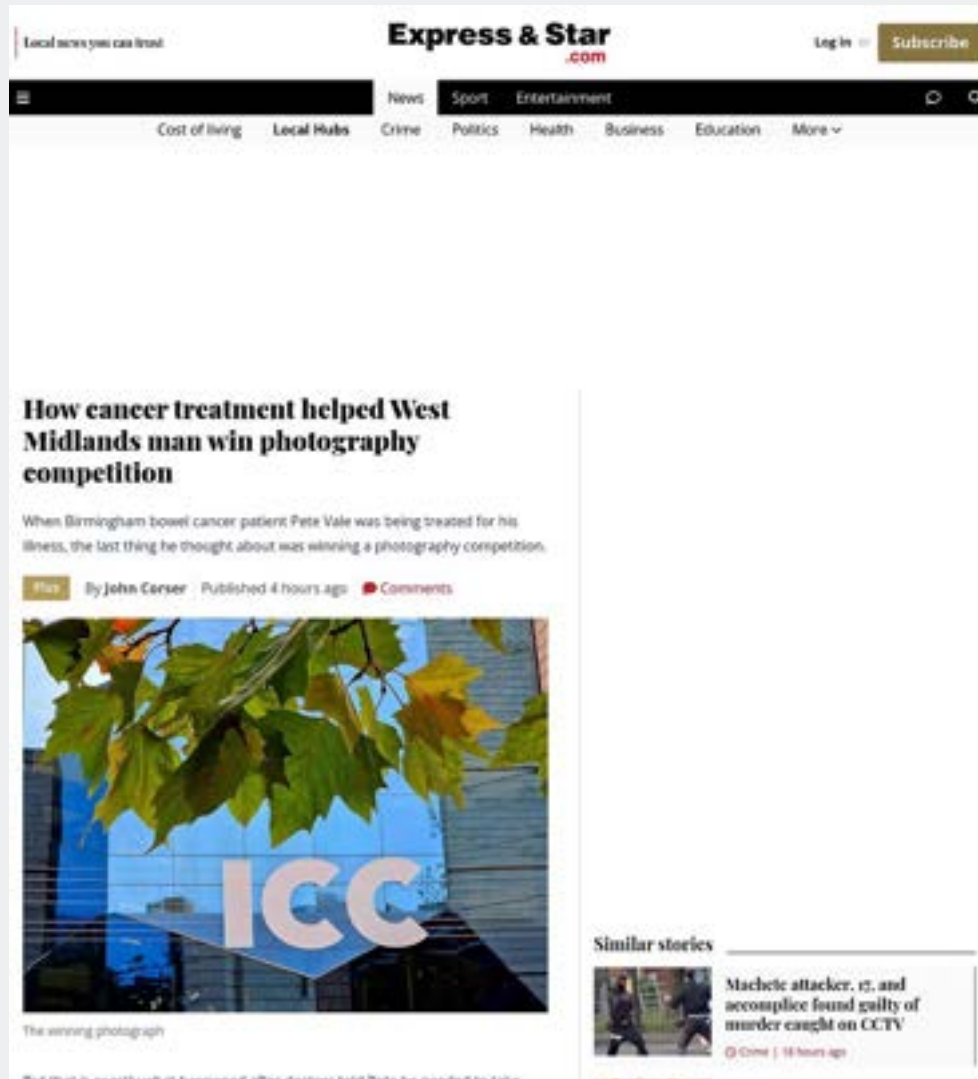 Local news you can trust
Express & Star
.com
Log in
Subscribe
News Sport Entertainment
Cost of living Local Hubs Crime Politics Health Business Education More
How cancer treatment helped West
Midlands man win photography
competition
When Birmingham bowel cancer patient Pete Vale was being treated for his
illness, the last thing he thought about was winning a photography competition.
Plus By John Corser Published 4 hours ago Comments
ICC
The winning photograph
Similar stories
Machete attacker, 17, and
accomplice found guilty of
murder caught on CCTV
Crime | 18 hours ago